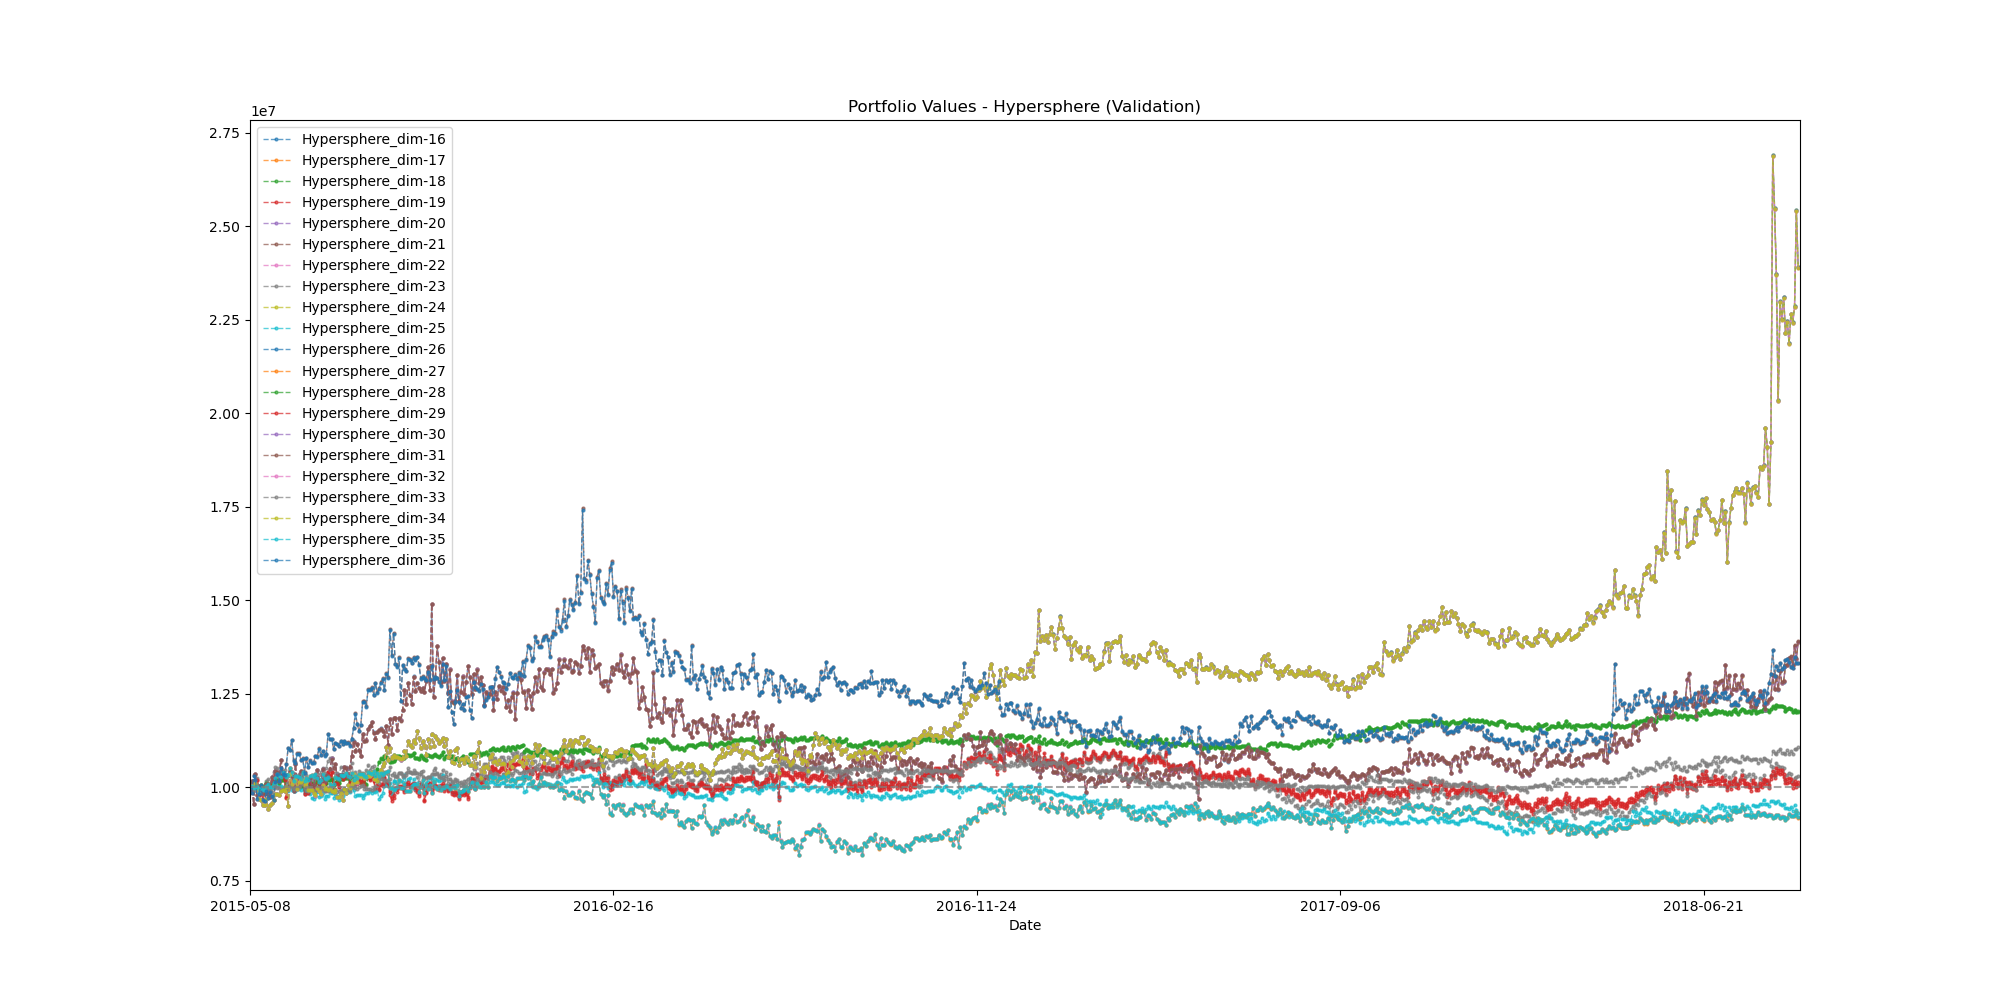 Portfolio Values - Hypersphere (Validation)
1e7
2.75
2.50
2.25
2.00
1.75
1.50
1.25
1.00
0.75
Hypersphere_dim-16
Hypersphere_dim-17
Hypersphere_dim-18
Hypersphere_dim-19
Hypersphere_dim-20
Hypersphere_dim-21
Hypersphere_dim-22
Hypersphere_dim-23
Hypersphere_dim-24
Hypersphere_dim-25
Hypersphere_dim-26
Hypersphere_dim-27
Hypersphere_dim-28
Hypersphere_dim-29
Hypersphere_dim-30
Hypersphere_dim-31
Hypersphere_dim-32
Hypersphere_dim-33
Hypersphere_dim-34
Hypersphere_dim-35
Hypersphere_dim-36
2015-05-08 2016-02-16 2016-11-24 2017-09-06 2018-06-21
Date